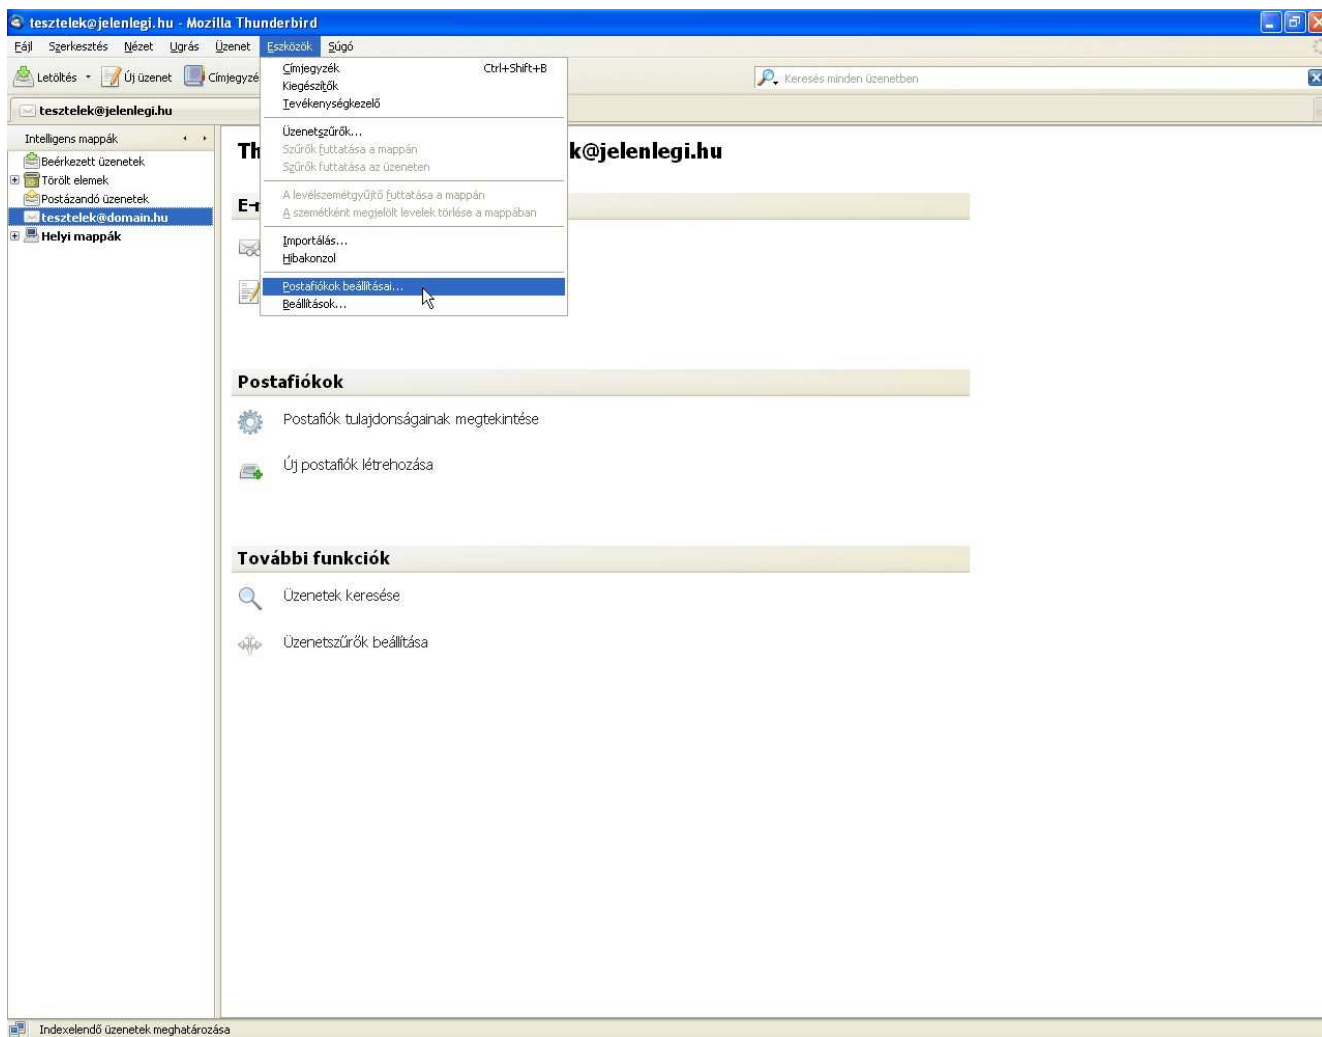 tesztelek@jelenlegi.hu - Mozilla Thunderbird
Fájl Szerkesztés Nézet Ugrás Üzenet Eszközök Súgó
Letöltés Új üzenet Címjegyzé Keresés minden üzenetben
tesztelek@jelenlegi.hu
Címjegyzék Ctrl+Shift+B
Kiegészítők
Tevékenységkezelő
Üzenetszűrők...
Szűrők futtatása a mappán
Szűrők futtatása az üzeneten
A levélszemétgyűjtő futtatása a mappán
A szemétként megjelölt levelek törlése a mappában
Importálás...
Hibakonzol
Postafiókok beállításai...
Beállítások...
Intelligens mappák
Beérkezett üzenetek
Törölt elemek
Postázandó üzenetek
tesztelek@domain.hu
Helyi mappák
Th k@jelenlegi.hu
E-
Postafiókok
Postafiók tulajdonságainak megtekintése
Új postafiók létrehozása
További funkciók
Üzenetek keresése
Üzenetszűrők beállítása
Indexelendő üzenetek meghatározása